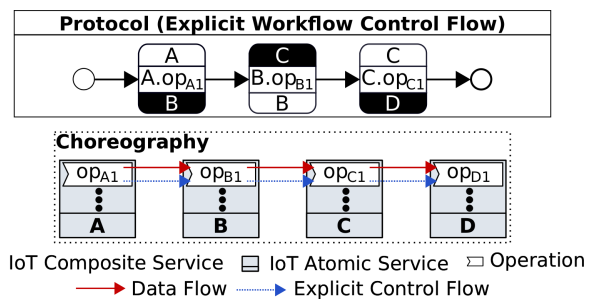 Protocol (Explicit Workflow Control Flow)
A C C
A.opA1 B.opB1 C.opC1
B B D
Choreography
opA1 opB1 opC1 opD1
A B C D
IoT Composite Service IoT Atomic Service Operation
Data Flow Explicit Control Flow